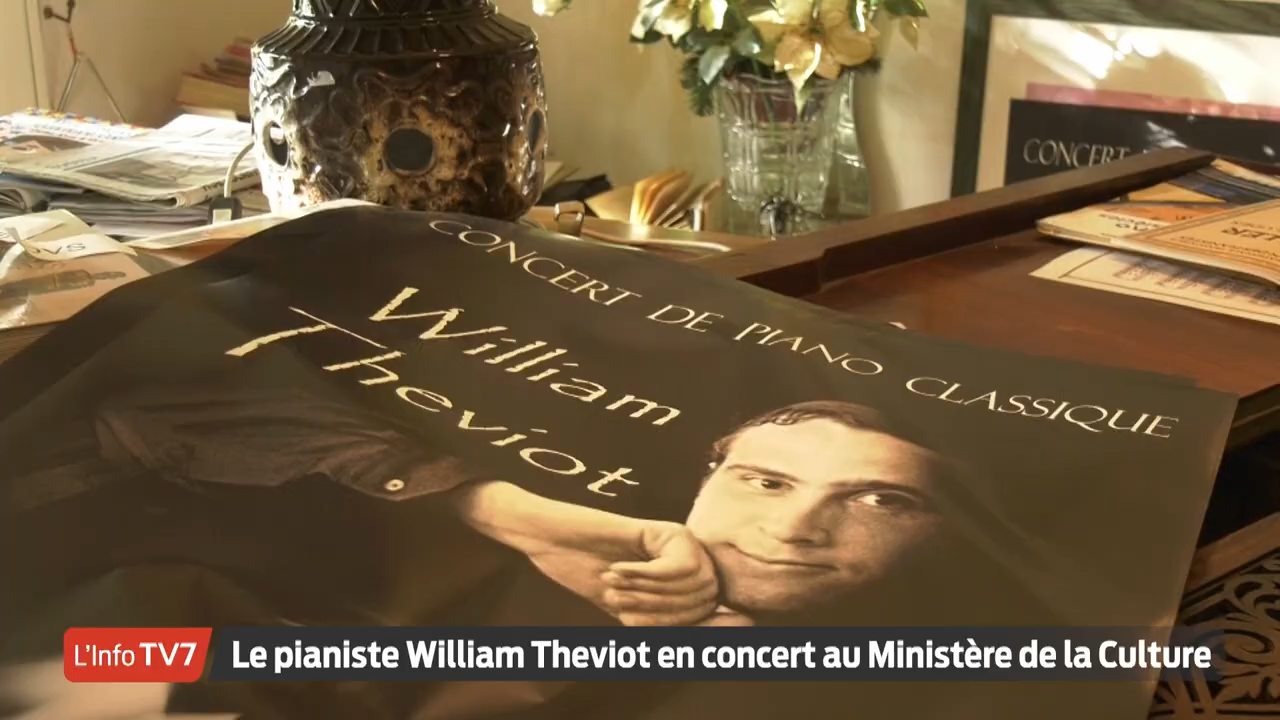 CONCERT
CONCERT DE PIANO CLASSIQUE
William
Theviot
L'Info TV7
Le pianiste William Theviot en concert au Ministère de la Culture